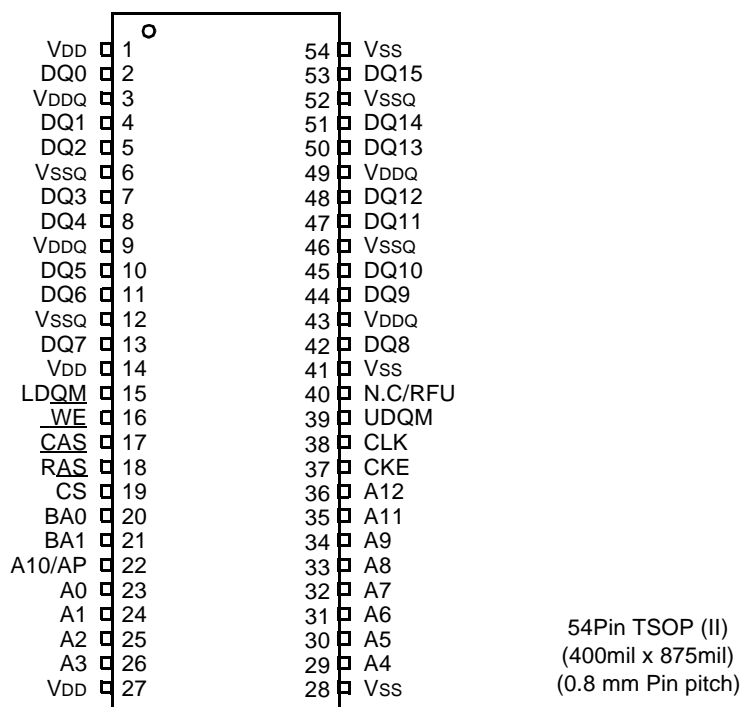 VDD 1 54 VSS
DQ0 2 53 DQ15
VDDQ 3 52 VSSQ
DQ1 4 51 DQ14
DQ2 5 50 DQ13
VSSQ 6 49 VDDQ
DQ3 7 48 DQ12
DQ4 8 47 DQ11
VDDQ 9 46 VSSQ
DQ5 10 45 DQ10
DQ6 11 44 DQ9
VSSQ 12 43 VDDQ
DQ7 13 42 DQ8
VDD 14 41 VSS
LDQM 15 40 N.C/RFU
WE 16 39 UDQM
CAS 17 38 CLK
RAS 18 37 CKE
CS 19 36 A12
BA0 20 35 A11
BA1 21 34 A9
A10/AP 22 33 A8
A0 23 32 A7
A1 24 31 A6
A2 25 30 A5
A3 26 29 A4
VDD 27 28 VSS
54Pin TSOP (II)
(400mil x 875mil)
(0.8 mm Pin pitch)